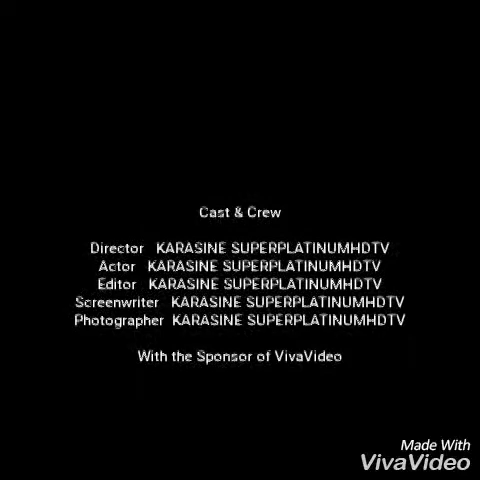 Cast & Crew
Director KARASINE SUPERPLATINUMHDTV
Actor KARASINE SUPERPLATINUMHDTV
Editor KARASINE SUPERPLATINUMHDTV
Screenwriter KARASINE SUPERPLATINUMHDTV
Photographer KARASINE SUPERPLATINUMHDTV
With the Sponsor of VivaVideo
Made With
VivaVideo